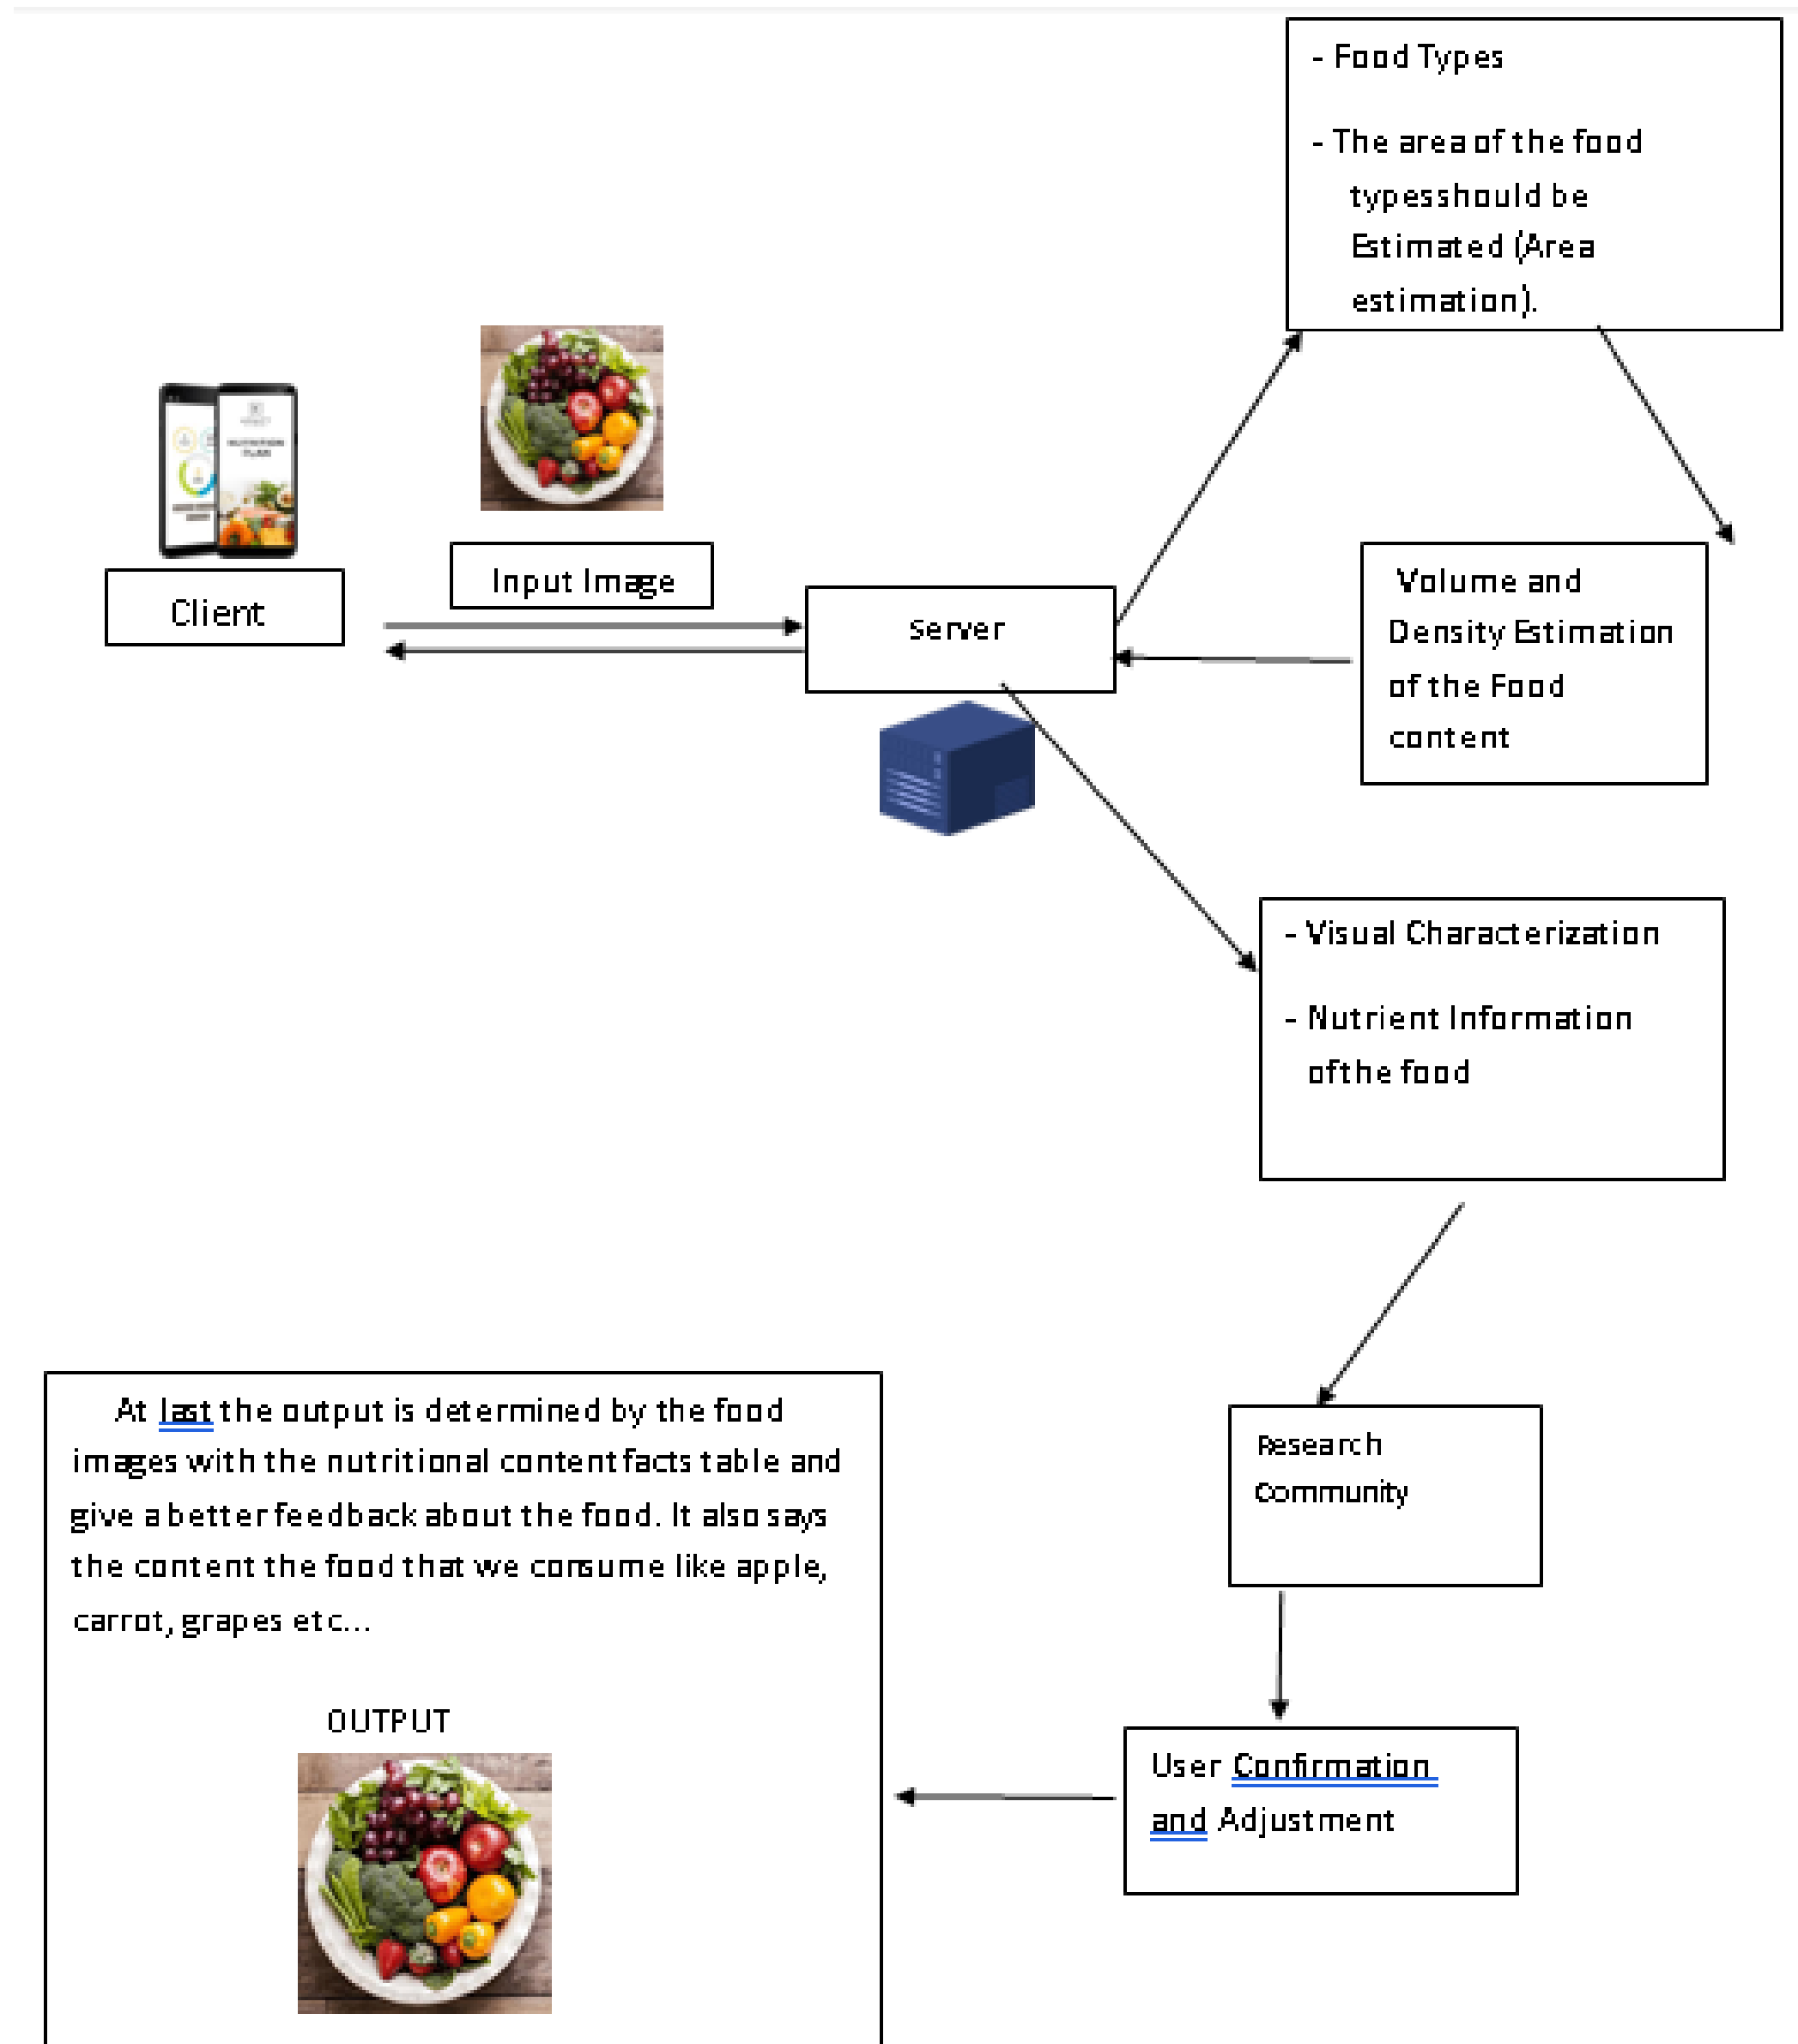 - Food Types
- The area of the food
typesshould be
Estimated (Area
estimation).
NUTRITION
PLAN
Input Image
Client
Server
Volume and
Density Estimation
of the Food
content
- Visual Characterization
- Nutrient Information
ofthe food
Research
Community
At last the output is determined by the food
images with the nutritional content facts table and
give a better feedback about the food. It also says
the content the food that we consume like apple,
carrot, grapes etc...
OUTPUT
User Confirmation
and Adjustment